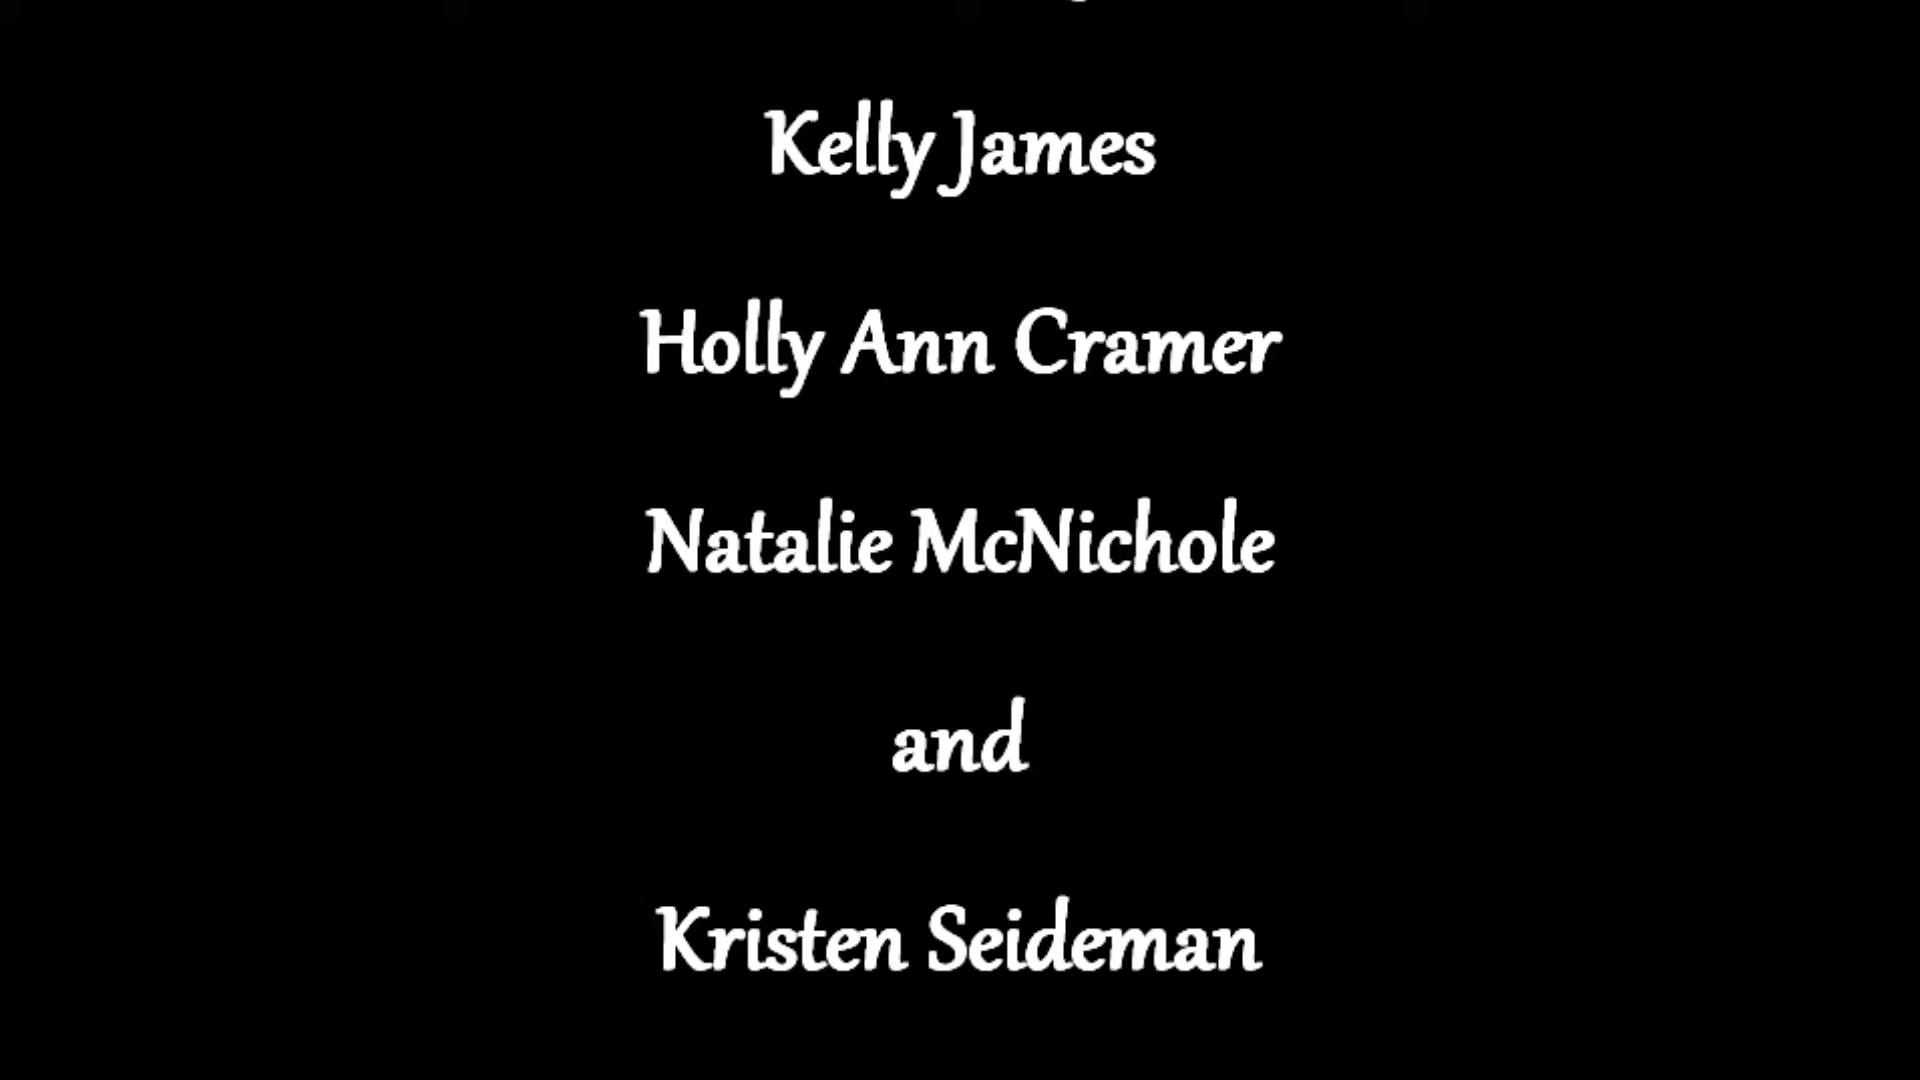 Kelly James
Holly Ann Cramer
Natalie McNichole
and
Kristen Seideman